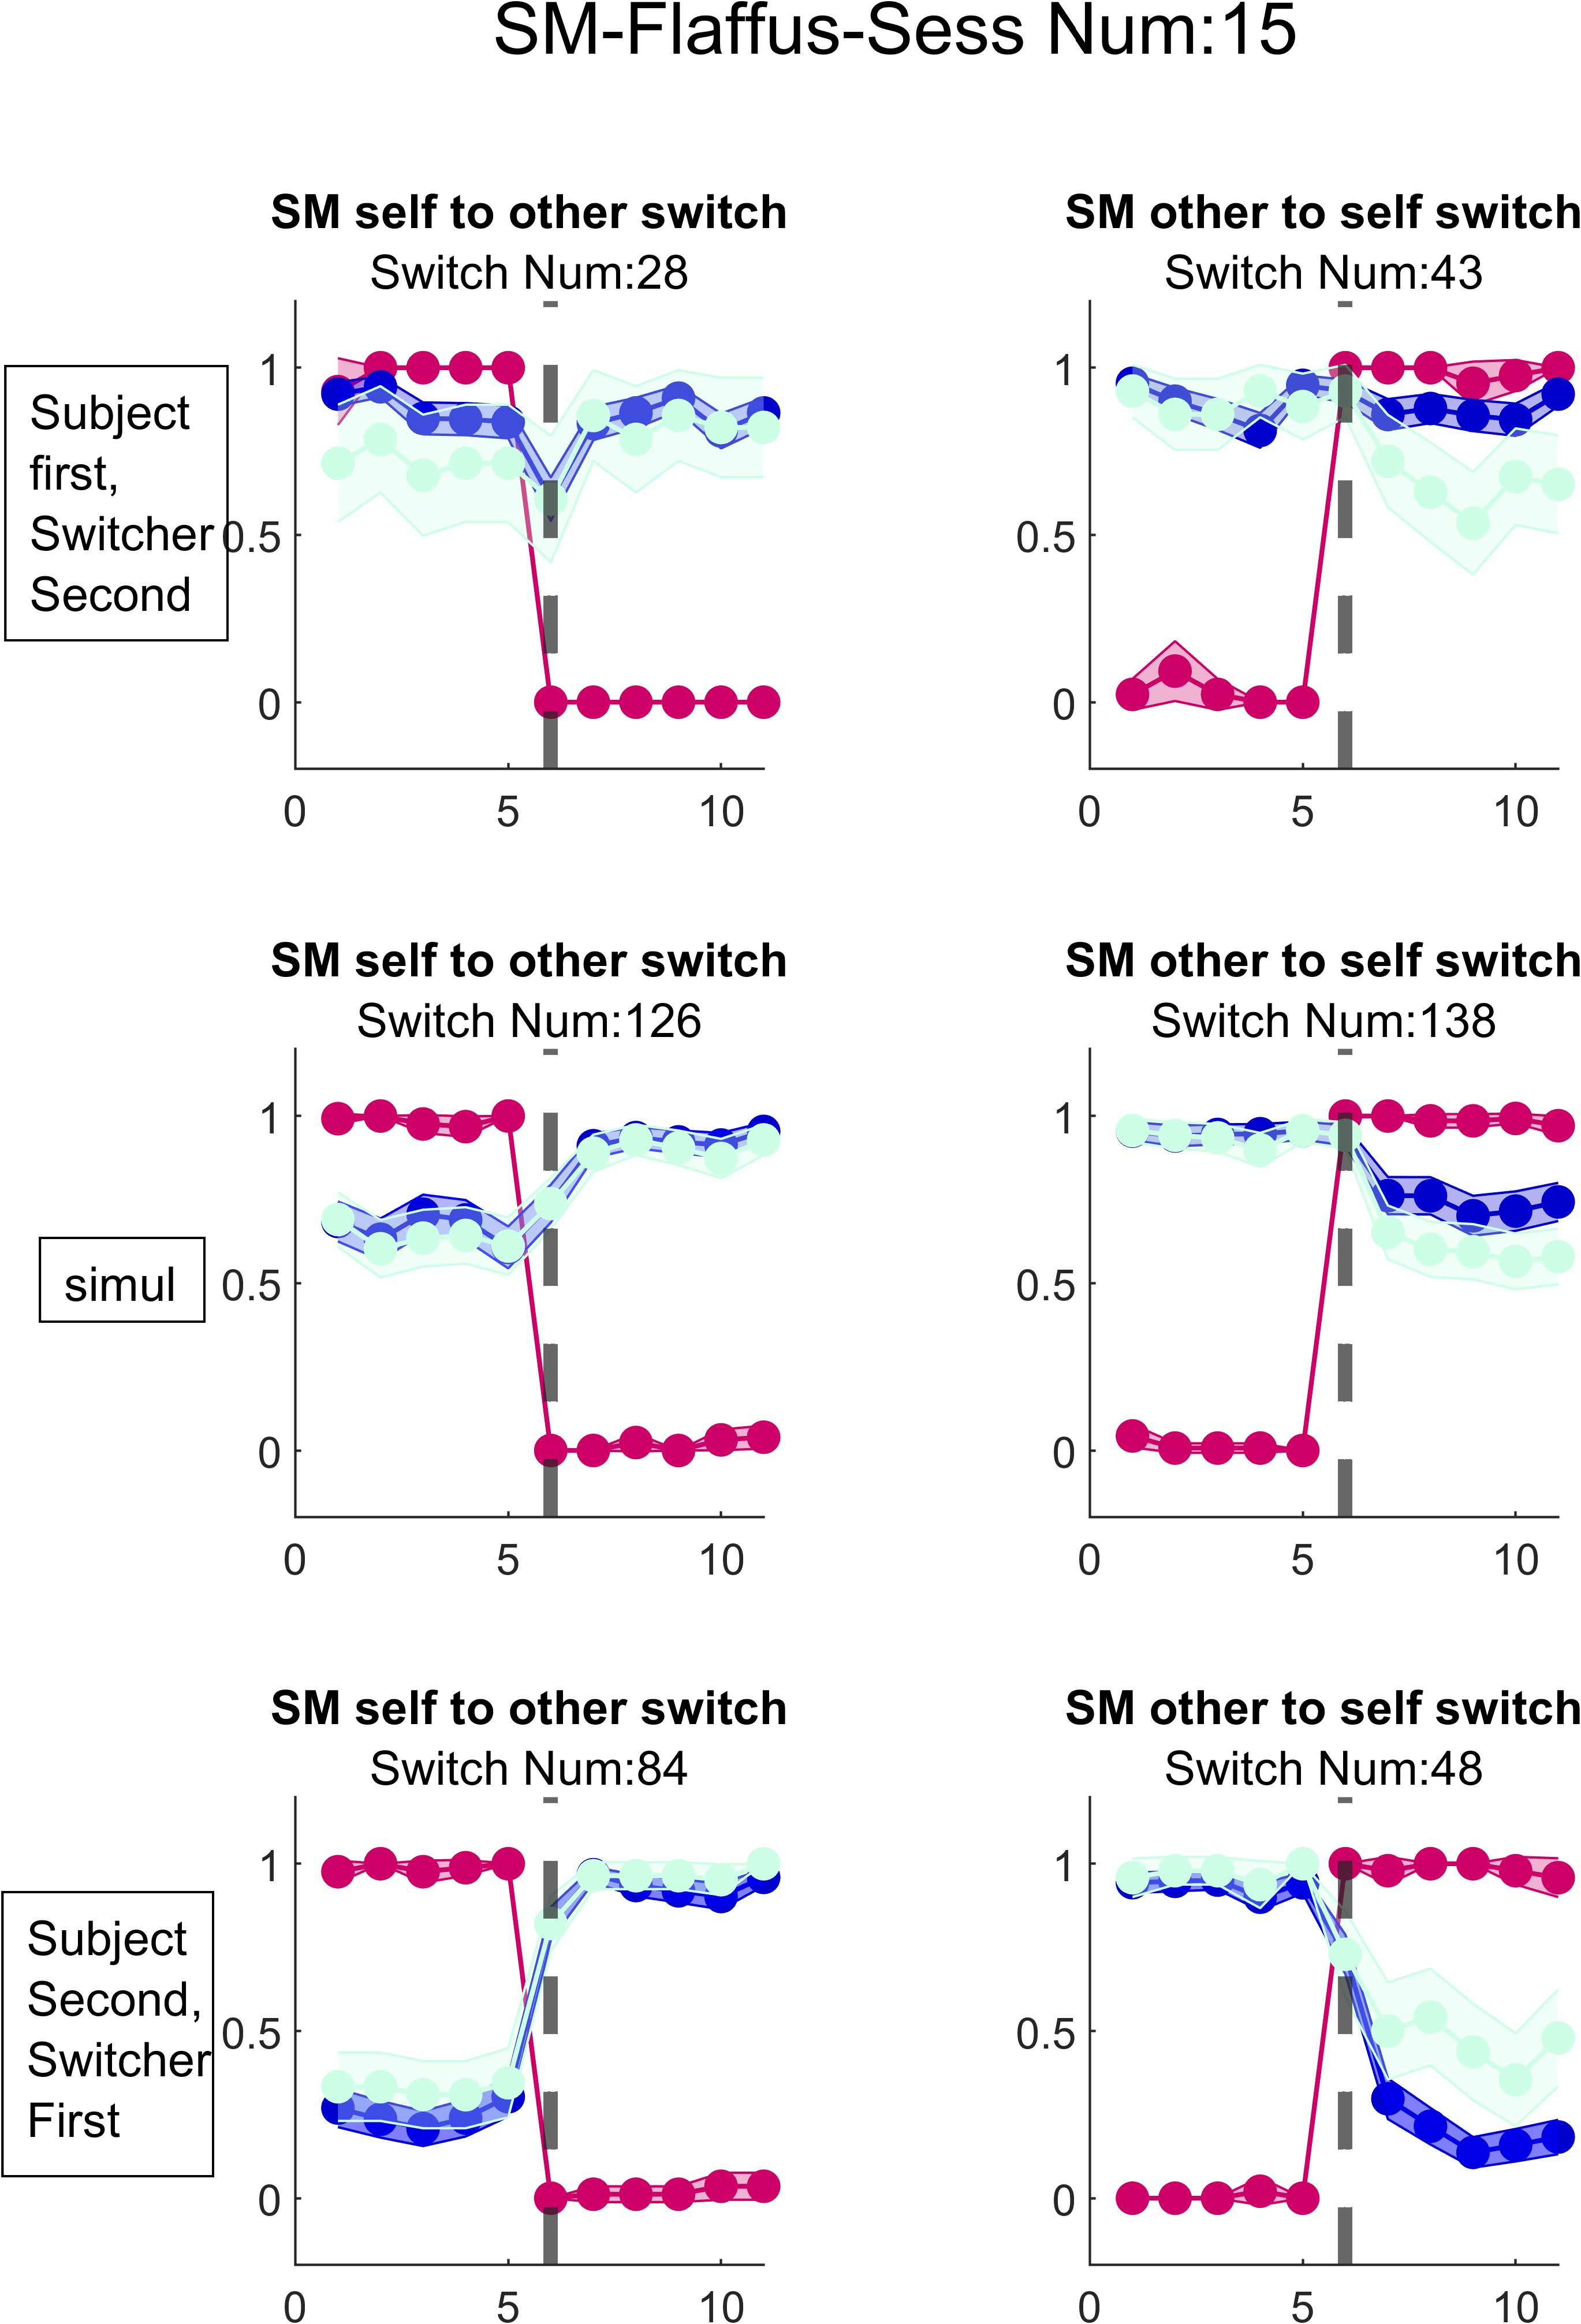 SM-Flaffus-Sess Num:15
SM self to other switch
Switch Num:28
SM other to self switch
Switch Num:43
Subject
first,
Switcher
Second
1
0.5
0
0
5
10
1
0.5
0
0
5
10
SM self to other switch
Switch Num:126
SM other to self switch
Switch Num:138
simul
1
0.5
0
0
5
10
1
0.5
0
0
5
10
SM self to other switch
Switch Num:84
SM other to self switch
Switch Num:48
Subject
Second,
Switcher
First
1
0.5
0
0
5
10
1
0.5
0
0
5
10